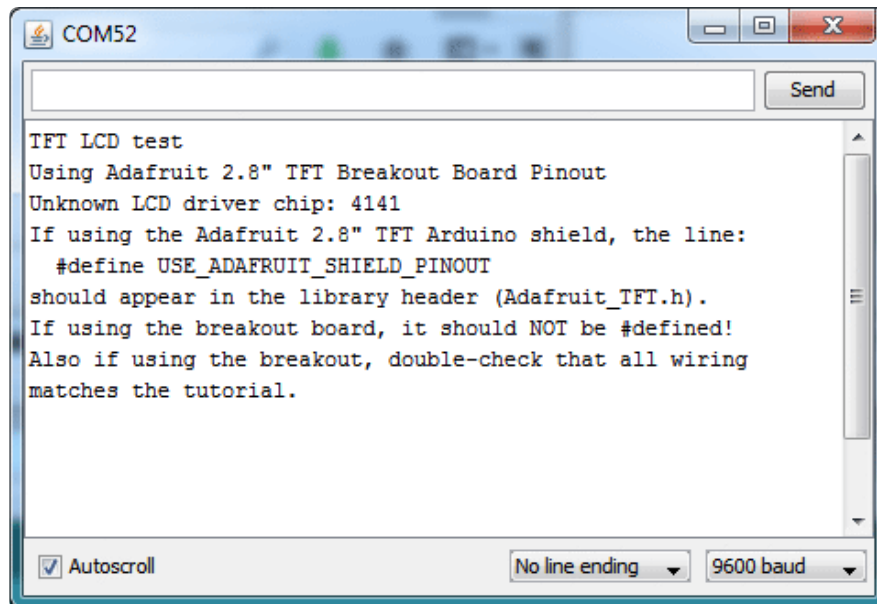 COM52
Send
TFT LCD test
Using Adafruit 2.8" TFT Breakout Board Pinout
Unknown LCD driver chip: 4141
If using the Adafruit 2.8" TFT Arduino shield, the line:
  #define USE_ADAFRUIT_SHIELD_PINOUT
should appear in the library header (Adafruit_TFT.h).
If using the breakout board, it should NOT be #defined!
Also if using the breakout, double-check that all wiring
matches the tutorial.
Autoscroll No line ending 9600 baud